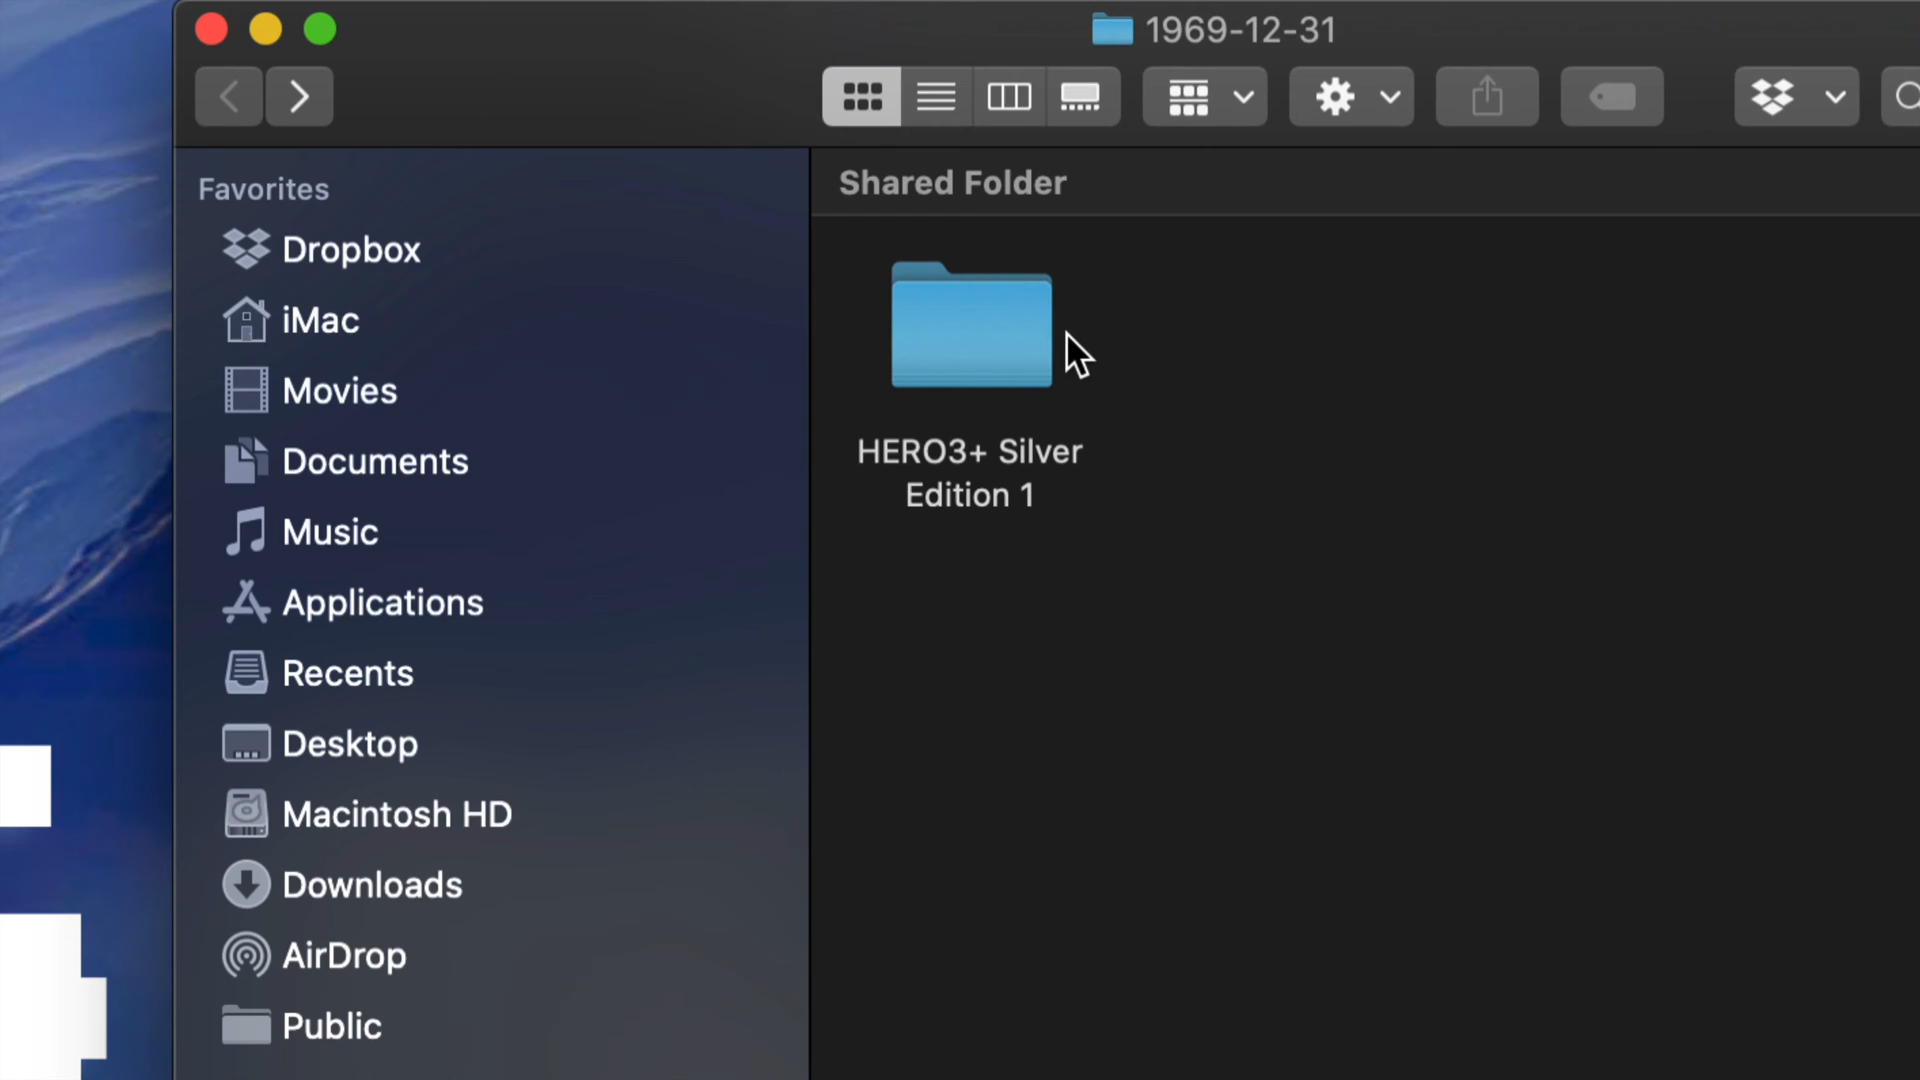 1969-12-31
Favorites
Dropbox
iMac
Movies
Documents
Music
Applications
Recents
Desktop
Macintosh HD
Downloads
AirDrop
Public
Shared Folder
HERO3+ Silver
Edition 1